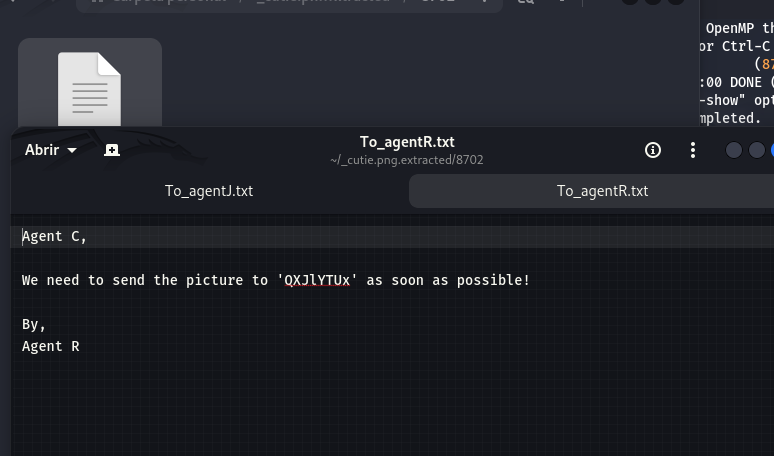 OpenMP th
or Ctrl-C
(87
:00 DONE (
-show" opt
mpleted.
Abrir
To_agentR.txt
~/_cutie.png.extracted/8702
To_agentJ.txt
To_agentR.txt
Agent C,
We need to send the picture to 'QXJlYTUx' as soon as possible!
By,
Agent R